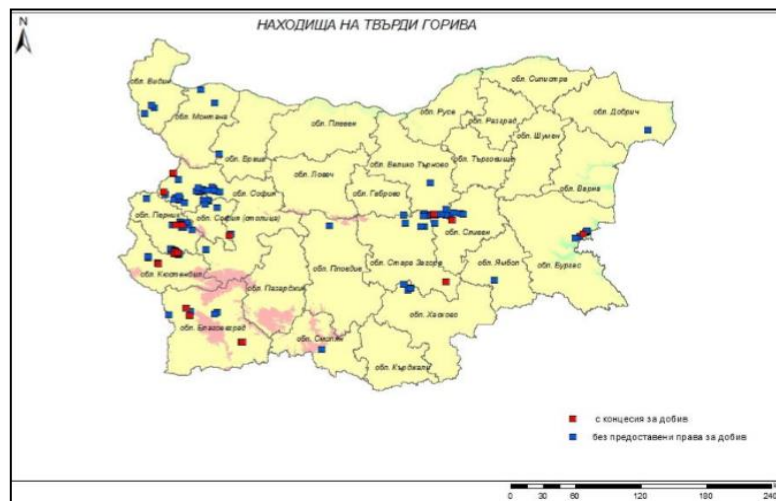 НАХОДИЩА НА ТВЪРДИ ГОРИВА
N
обл. Видин
обл. Монтана
обл. Враца
обл. Плевен
обл. Русе
обл. Силистра
обл. Разград
обл. Добрич
обл. Шумен
обл. Велико Търново
обл. Търговище
обл. Варна
обл. Ловеч
обл. Габрово
обл. София
обл. София (столица)
обл. Перник
обл. Сливен
обл. Кюстендил
обл. Пловдив
обл. Стара Загора
обл. Ямбол
обл. Бургас
обл. Пазарджик
обл. Хасково
обл. Благоевград
обл. Смолян
обл. Кърджали
с концесия за добив
без предоставени права за добив
0 15 30 60 120 180 240